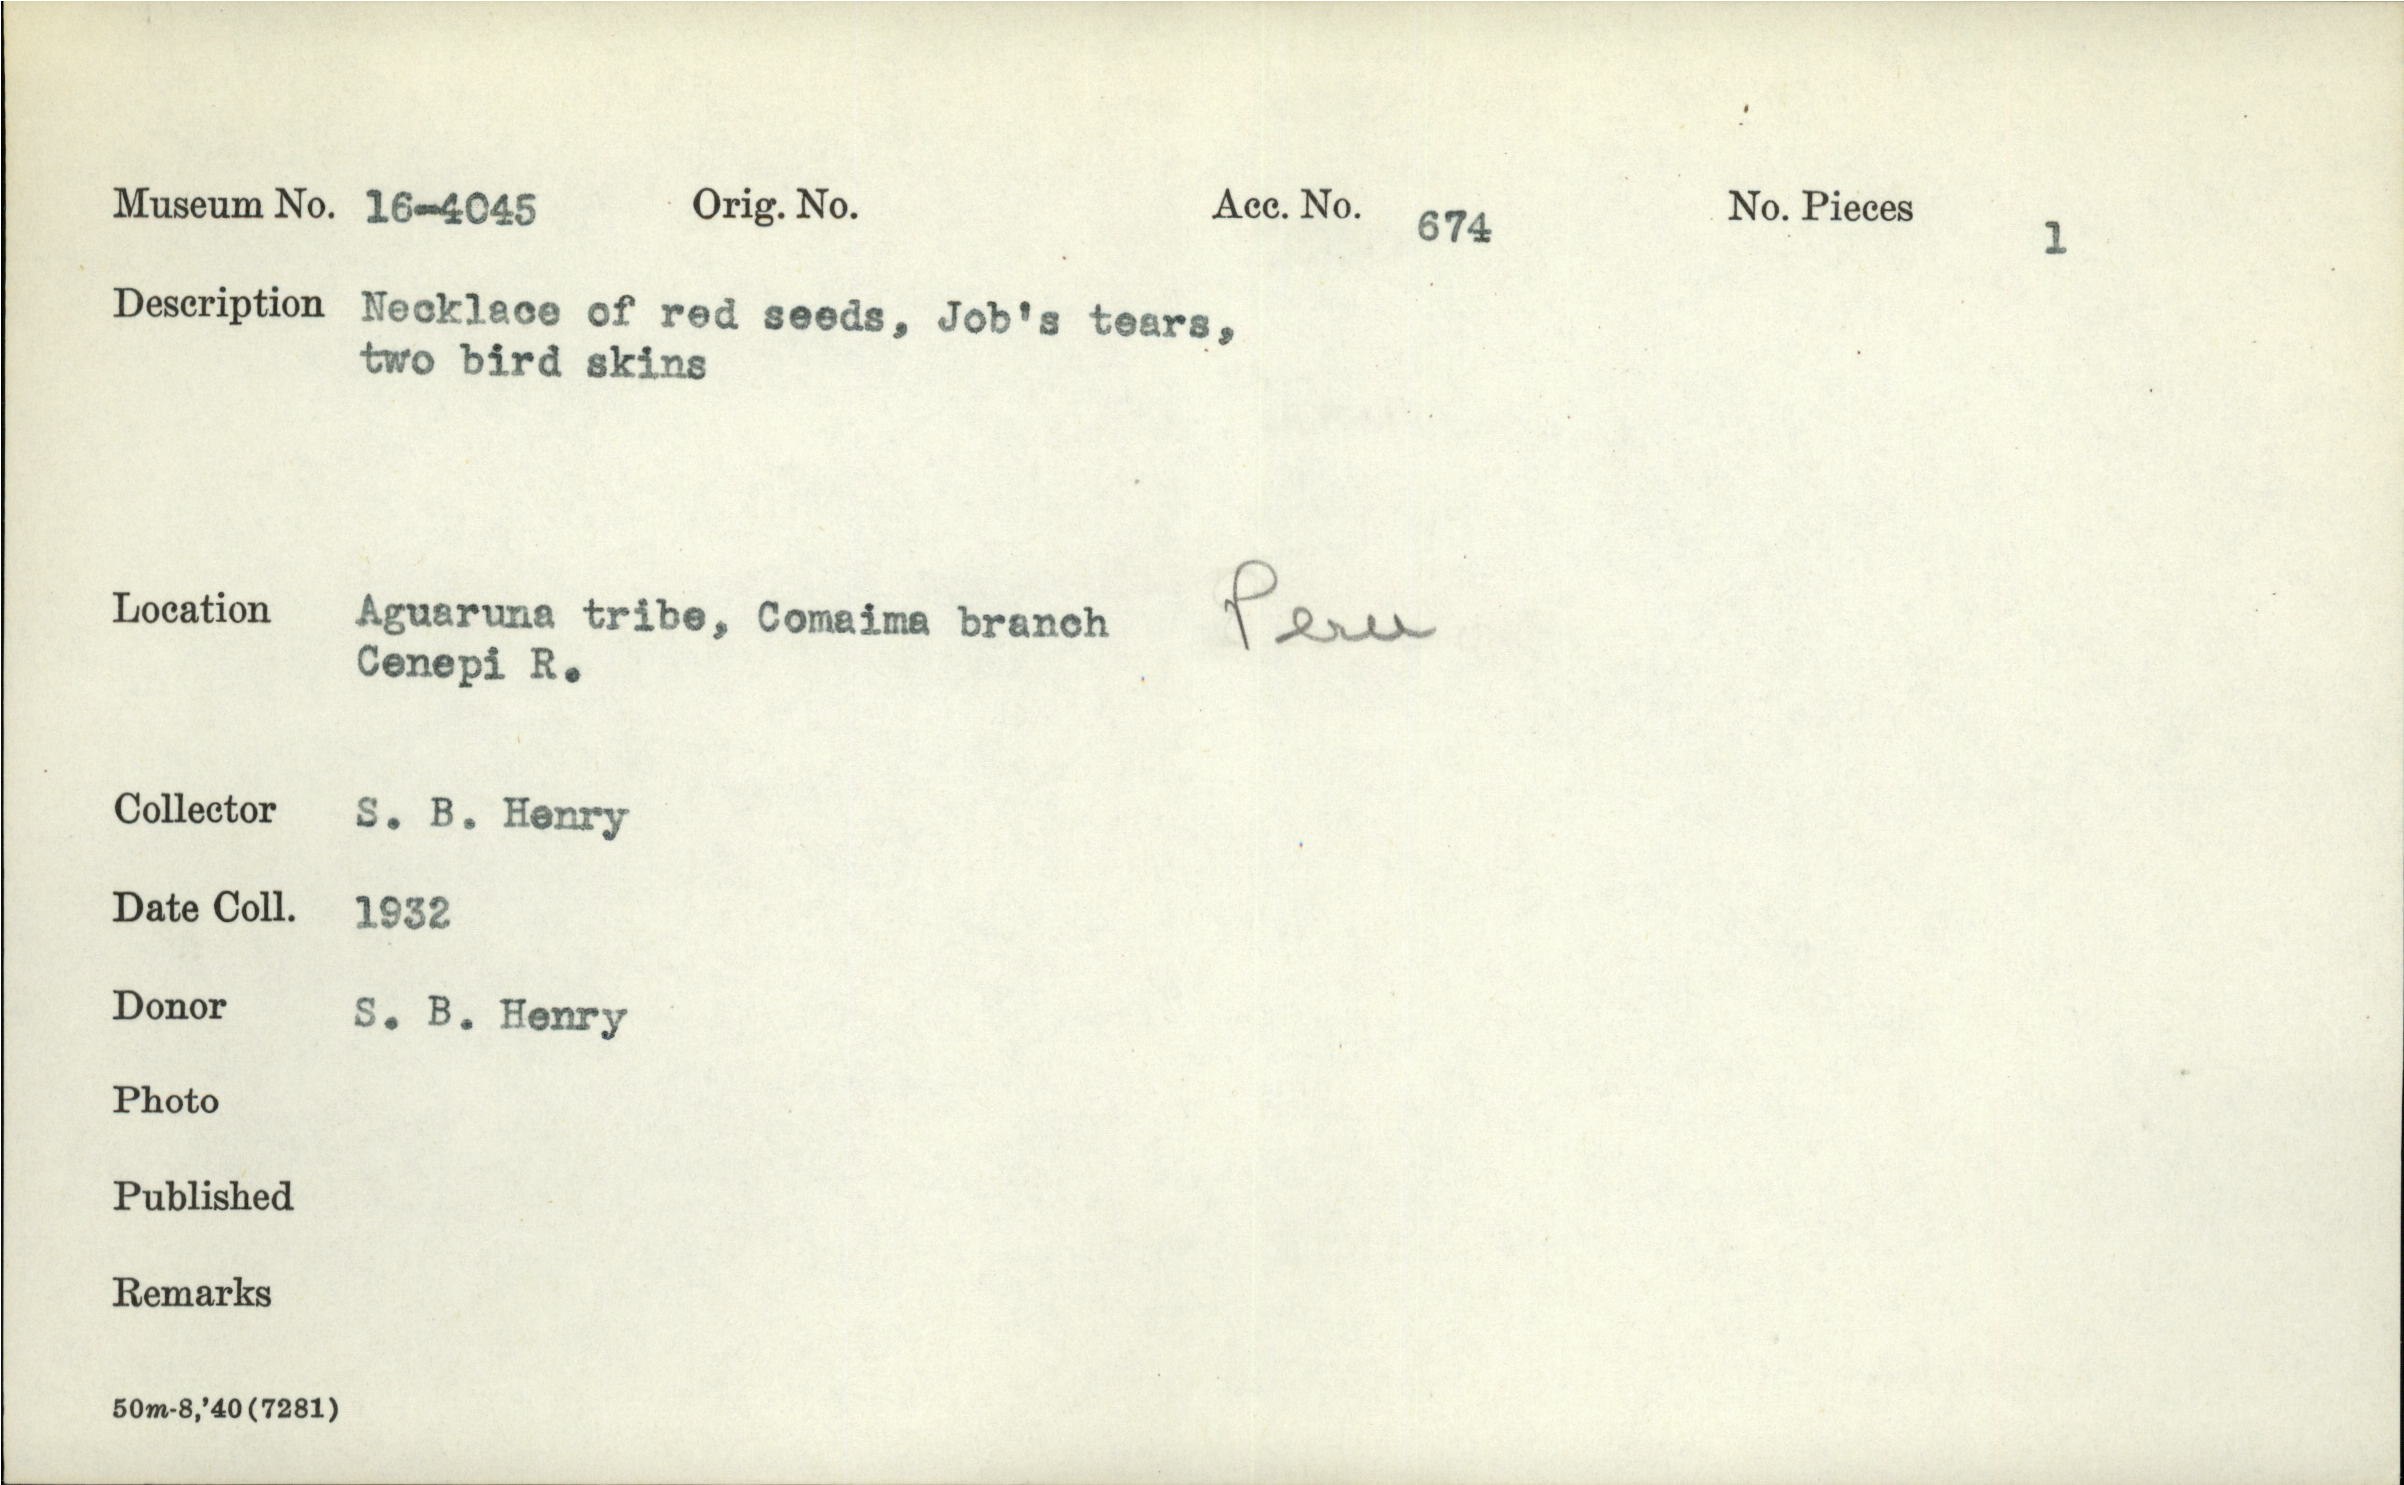 Museum No. 16-4045 Orig. No. Acc. No. 674 No. Pieces 1
Description Necklace of red seeds, Job's tears,
two bird skins
Location Aguaruna tribe, Comaima branch Peru
Cenepi R.
Collector S. B. Henry
Date Coll. 1932
Donor S. B. Henry
Photo
Published
Remarks
50m-8,'40(7281)